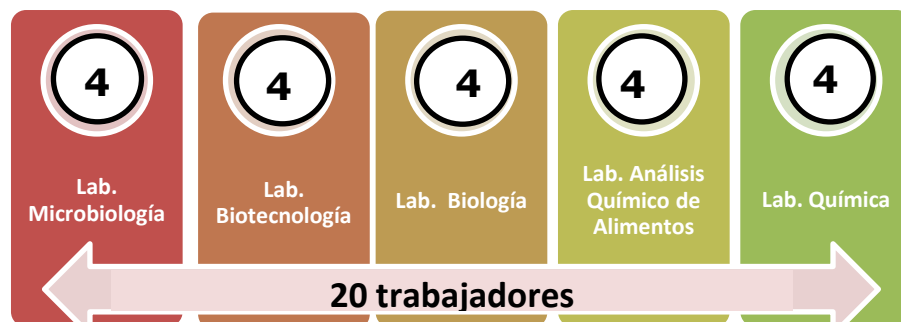 4
4
4
4
4
Lab.
Microbiología
Lab.
Biotecnología
Lab. Biología
Lab. Análisis
Químico de
Alimentos
Lab. Química
20 trabajadores